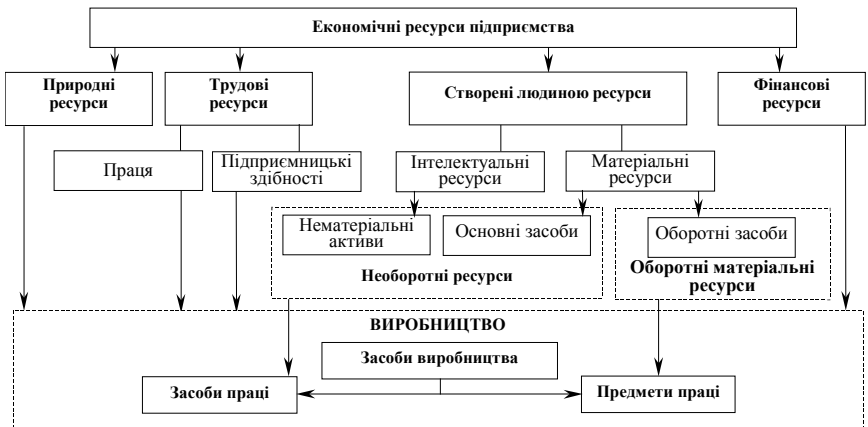 Економічні ресурси підприємства
Природні
ресурси
Трудові
ресурси
Створені людиною ресурси
Фінансові
ресурси
Праця
Підприємницькі
здібності
Інтелектуальні
ресурси
Матеріальні
ресурси
Нематеріальні
активи
Основні засоби
Необоротні ресурси
Оборотні засоби
Оборотні матеріальні
ресурси
ВИРОБНИЦТВО
Засоби виробництва
Засоби праці
Предмети праці